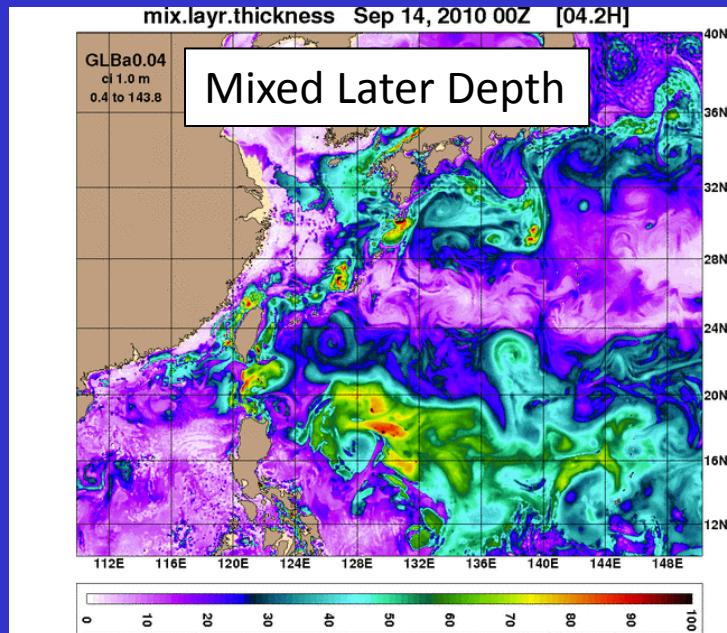 mix.layr.thickness Sep 14, 2010 00Z [04.2H]
GLBa0.04
ci 1.0 m
0.4 to 143.8
Mixed Later Depth
40N
36N
32N
28N
24N
20N
16N
12N
112E 116E 120E 124E 128E 132E 136E 140E 144E 148E
0 10 20 30 40 50 60 70 80 90 100